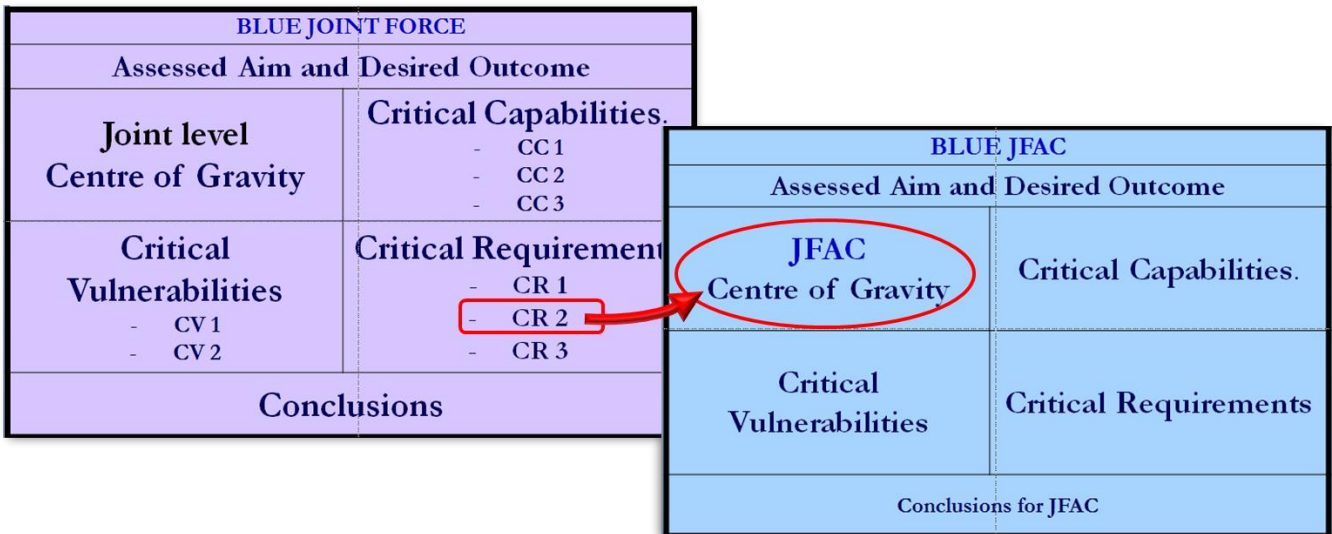 BLUE JOINT FORCE
Assessed Aim and Desired Outcome
Joint level
Centre of Gravity
Critical Capabilities.
- CC 1
- CC 2
- CC 3
Critical
Vulnerabilities
- CV 1
- CV 2
Critical Requirement
- CR 1
- CR 2
- CR 3
Conclusions
BLUE JFAC
Assessed Aim and Desired Outcome
JFAC
Centre of Gravity
Critical Capabilities.
Critical
Vulnerabilities
Critical Requirements
Conclusions for JFAC